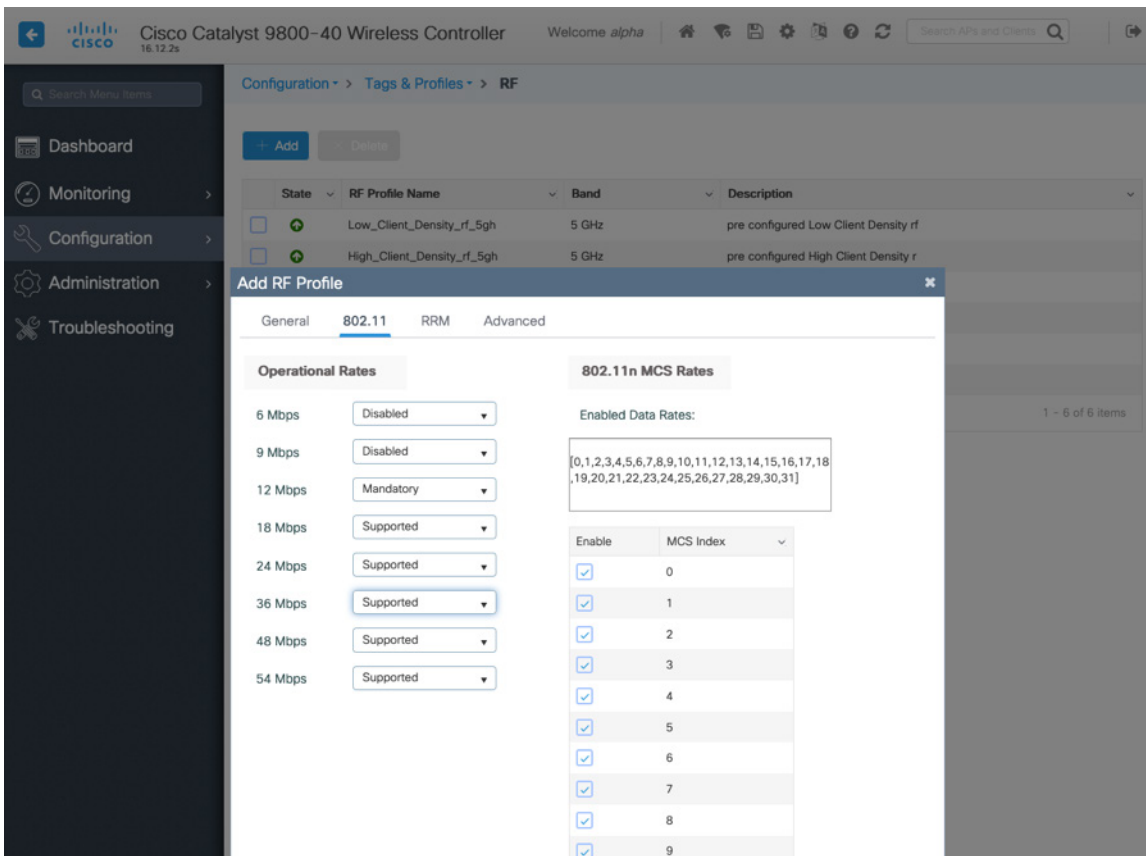 CISCO
Cisco Catalyst 9800-40 Wireless Controller
16.12.2s
Welcome alpha
Search APs and Clients
Search Menu Items
Dashboard
Monitoring
Configuration
Administration
Troubleshooting
Configuration > Tags & Profiles > RF
+ Add
× Delete
State RF Profile Name Band Description
Low_Client_Density_rf_5gh 5 GHz pre configured Low Client Density rf
High_Client_Density_rf_5gh 5 GHz pre configured High Client Density r
1 - 6 of 6 items
Add RF Profile
General 802.11 RRM Advanced
Operational Rates
6 Mbps Disabled
9 Mbps Disabled
12 Mbps Mandatory
18 Mbps Supported
24 Mbps Supported
36 Mbps Supported
48 Mbps Supported
54 Mbps Supported
802.11n MCS Rates
Enabled Data Rates:
[0,1,2,3,4,5,6,7,8,9,10,11,12,13,14,15,16,17,18
,19,20,21,22,23,24,25,26,27,28,29,30,31]
Enable MCS Index
0
1
2
3
4
5
6
7
8
9